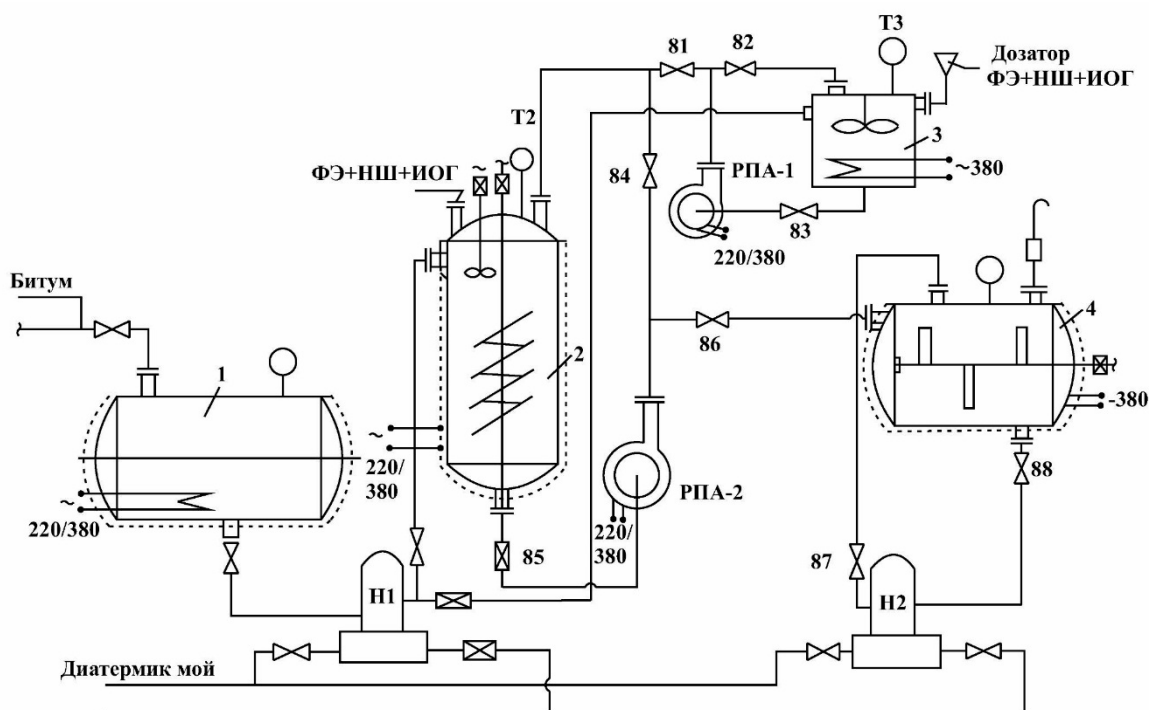 Т3
81
82
Дозатор
ФЭ+НШ+ИОГ
Т2
3
~380
ФЭ+НШ+ИОГ
~
84
РПА-1
83
220/380
Битум
1
2
86
4
-380
~
220/
380
88
~
220/380
РПА-2
220/
380
85
87
Н1
Н2
Диатермик мой